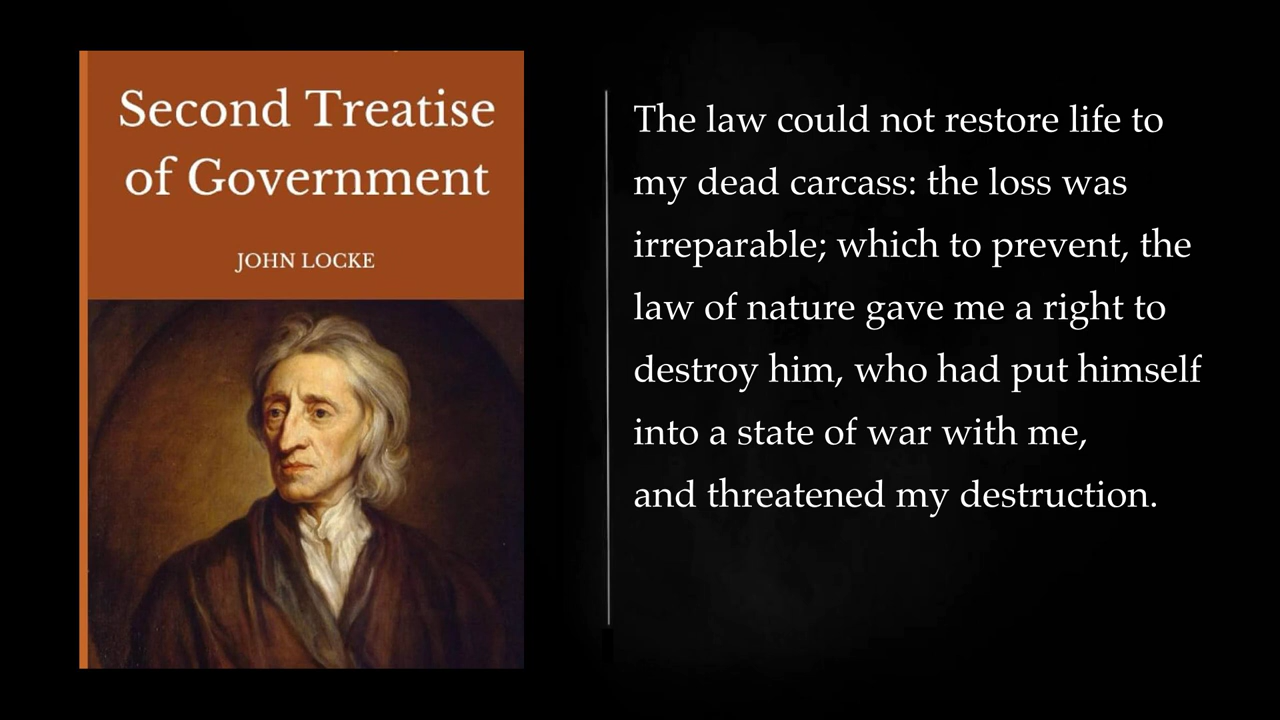 Second Treatise
of Government
JOHN LOCKE
The law could not restore life to
my dead carcass: the loss was
irreparable; which to prevent, the
law of nature gave me a right to
destroy him, who had put himself
into a state of war with me,
and threatened my destruction.